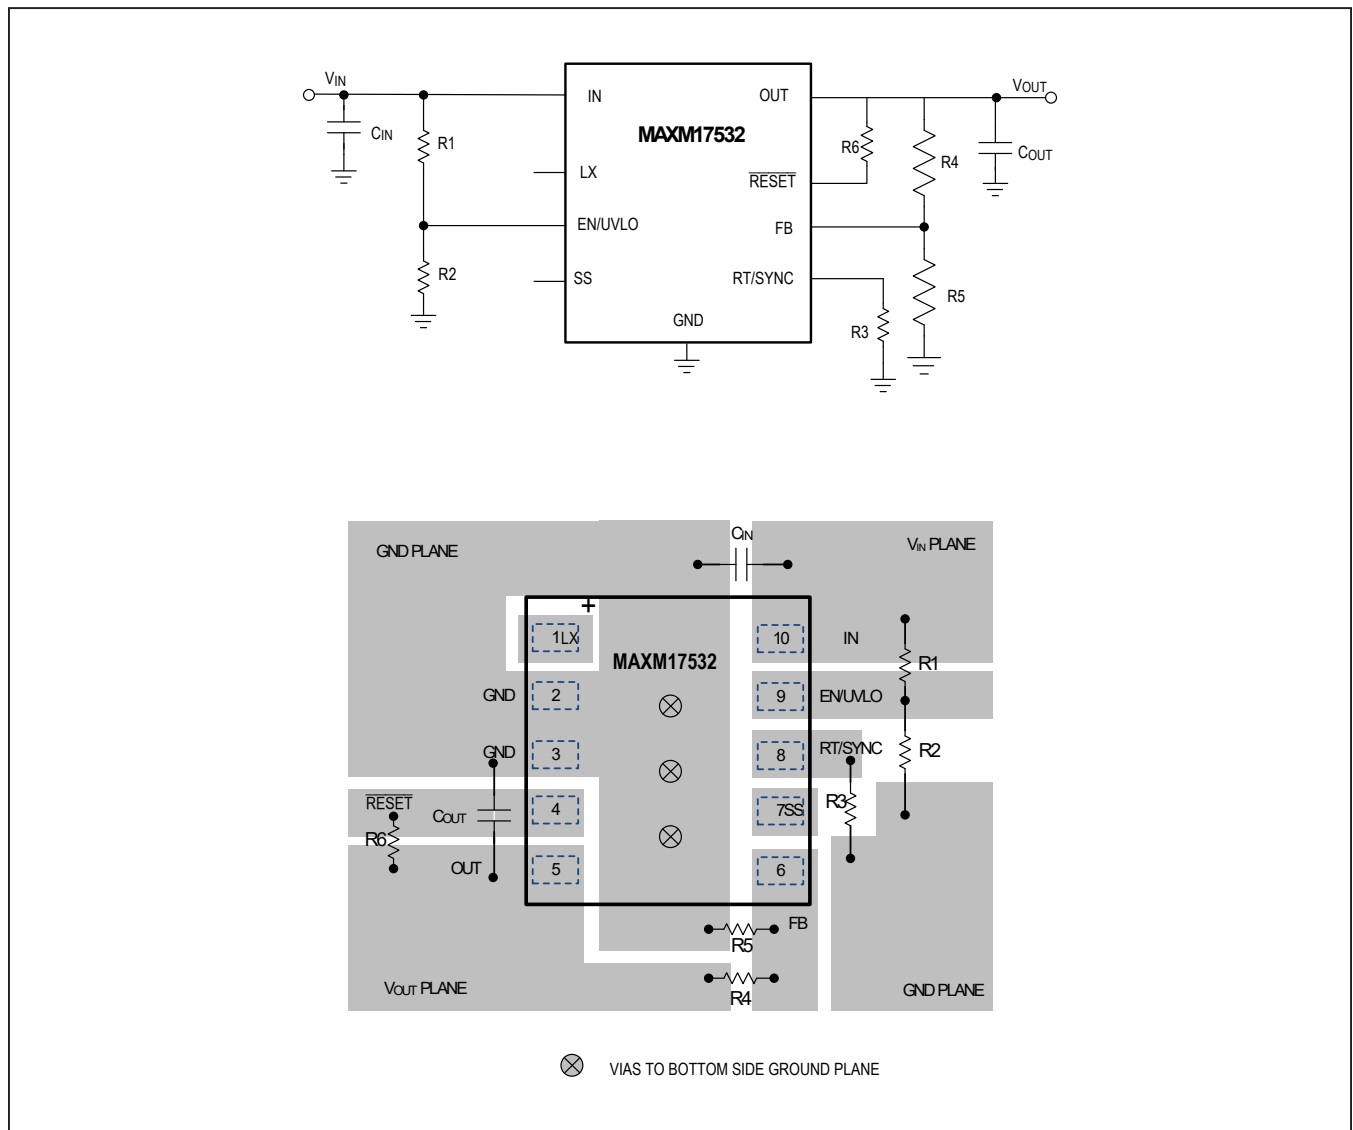 VIN
IN
OUT
VOUT
CIN
R1
MAXM17532
R6
R4
COUT
LX
RESET
EN/UVLO
FB
R2
SS
RT/SYNC
R5
GND
R3
CIN
GND PLANE
VIN PLANE
+
1LX
10
IN
MAXM17532
R1
GND
2
9
EN/UVLO
GND
3
8
RT/SYNC
R2
RESET
COUT
4
7SS
R3
R6
OUT
5
6
FB
R5
VOUT PLANE
R4
GND PLANE
VIAS TO BOTTOM SIDE GROUND PLANE